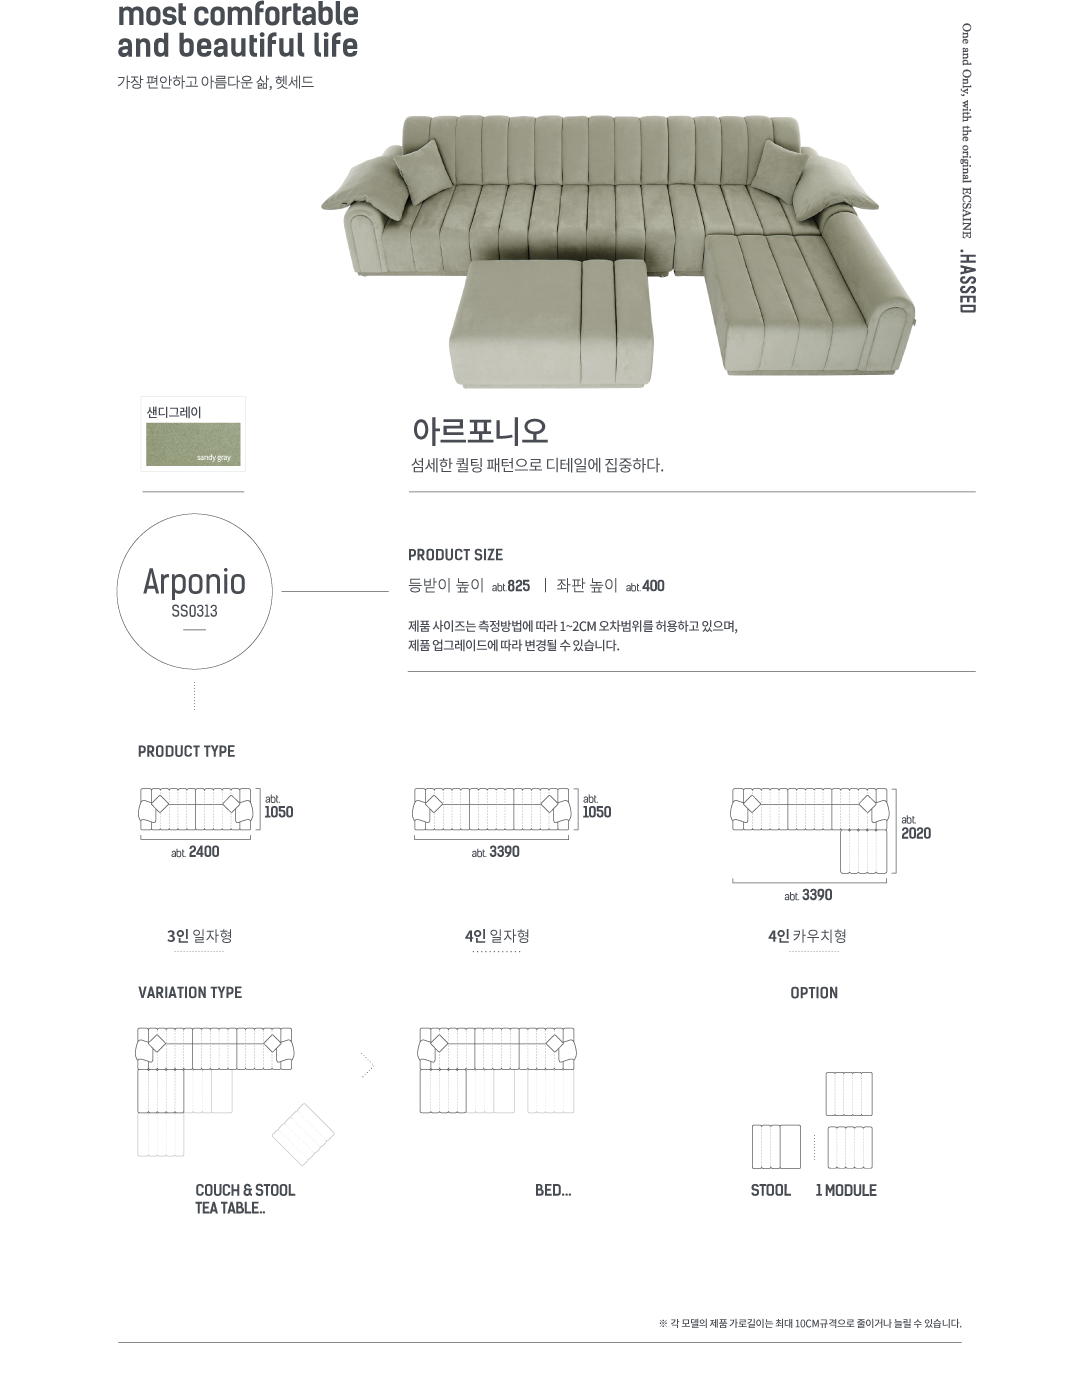 most comfortable
and beautiful life
가장 편안하고 아름다운 삶, 헷세드
One and Only, with the original ECSAINE .HASSED
샌디그레이
sandy gray
아르포니오
섬세한 퀼팅 패턴으로 디테일에 집중하다.
Arponio
SS0313
PRODUCT SIZE
등받이 높이 abt.825 | 좌판 높이 abt.400
제품 사이즈는 측정방법에 따라 1~2CM 오차범위를 허용하고 있으며,
제품 업그레이드에 따라 변경될 수 있습니다.
PRODUCT TYPE
abt.
1050
abt. 2400
3인 일자형
abt.
1050
abt. 3390
4인 일자형
abt.
2020
abt. 3390
4인 카우치형
VARIATION TYPE
COUCH & STOOL
TEA TABLE..
BED...
OPTION
STOOL
1 MODULE
※ 각 모델의 제품 가로길이는 최대 10CM규격으로 줄이거나 늘릴 수 있습니다.